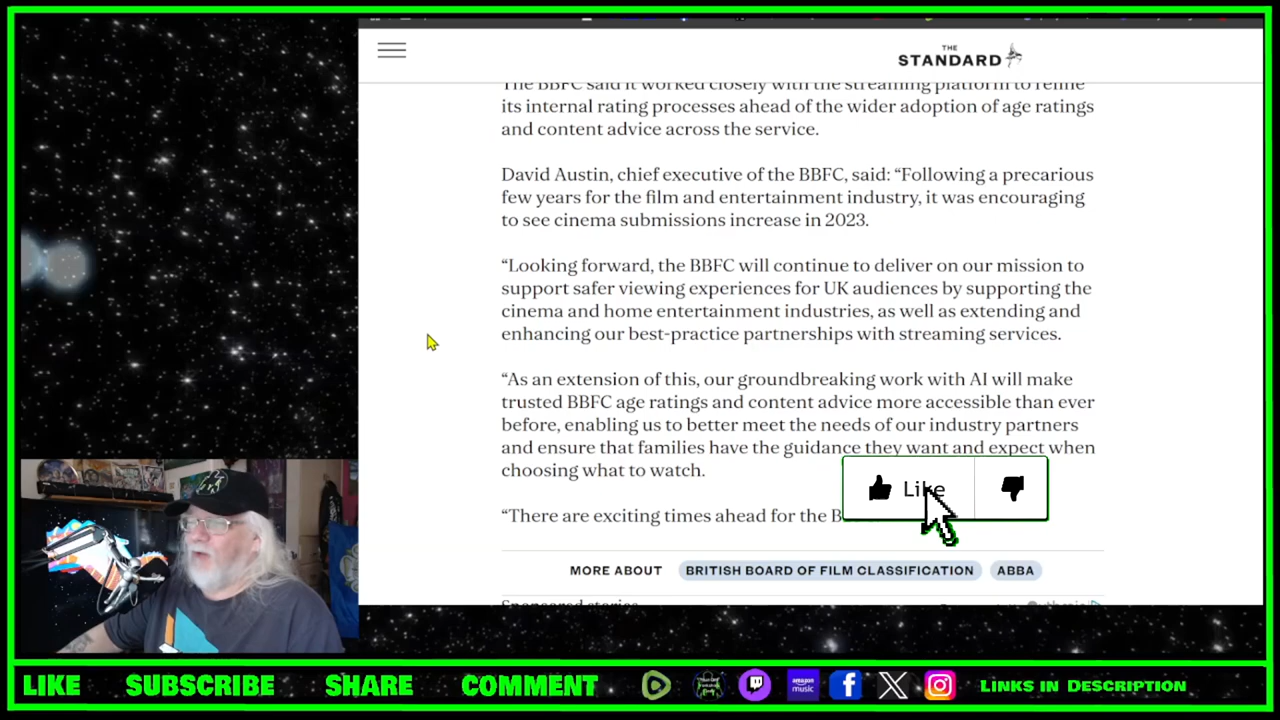 THE
STANDARD
The BBFC said it worked closely with the streaming platform to refine
its internal rating processes ahead of the wider adoption of age ratings
and content advice across the service.
David Austin, chief executive of the BBFC, said: “Following a precarious
few years for the film and entertainment industry, it was encouraging
to see cinema submissions increase in 2023.
“Looking forward, the BBFC will continue to deliver on our mission to
support safer viewing experiences for UK audiences by supporting the
cinema and home entertainment industries, as well as extending and
enhancing our best-practice partnerships with streaming services.
“As an extension of this, our groundbreaking work with AI will make
trusted BBFC age ratings and content advice more accessible than ever
before, enabling us to better meet the needs of our industry partners
and ensure that families have the guidance they want and expect when
choosing what to watch.
Like
“There are exciting times ahead for the
MORE ABOUT BRITISH BOARD OF FILM CLASSIFICATION ABBA
Sponsored stories
LIKE SUBSCRIBE SHARE COMMENT amazon music LINKS IN DESCRIPTION